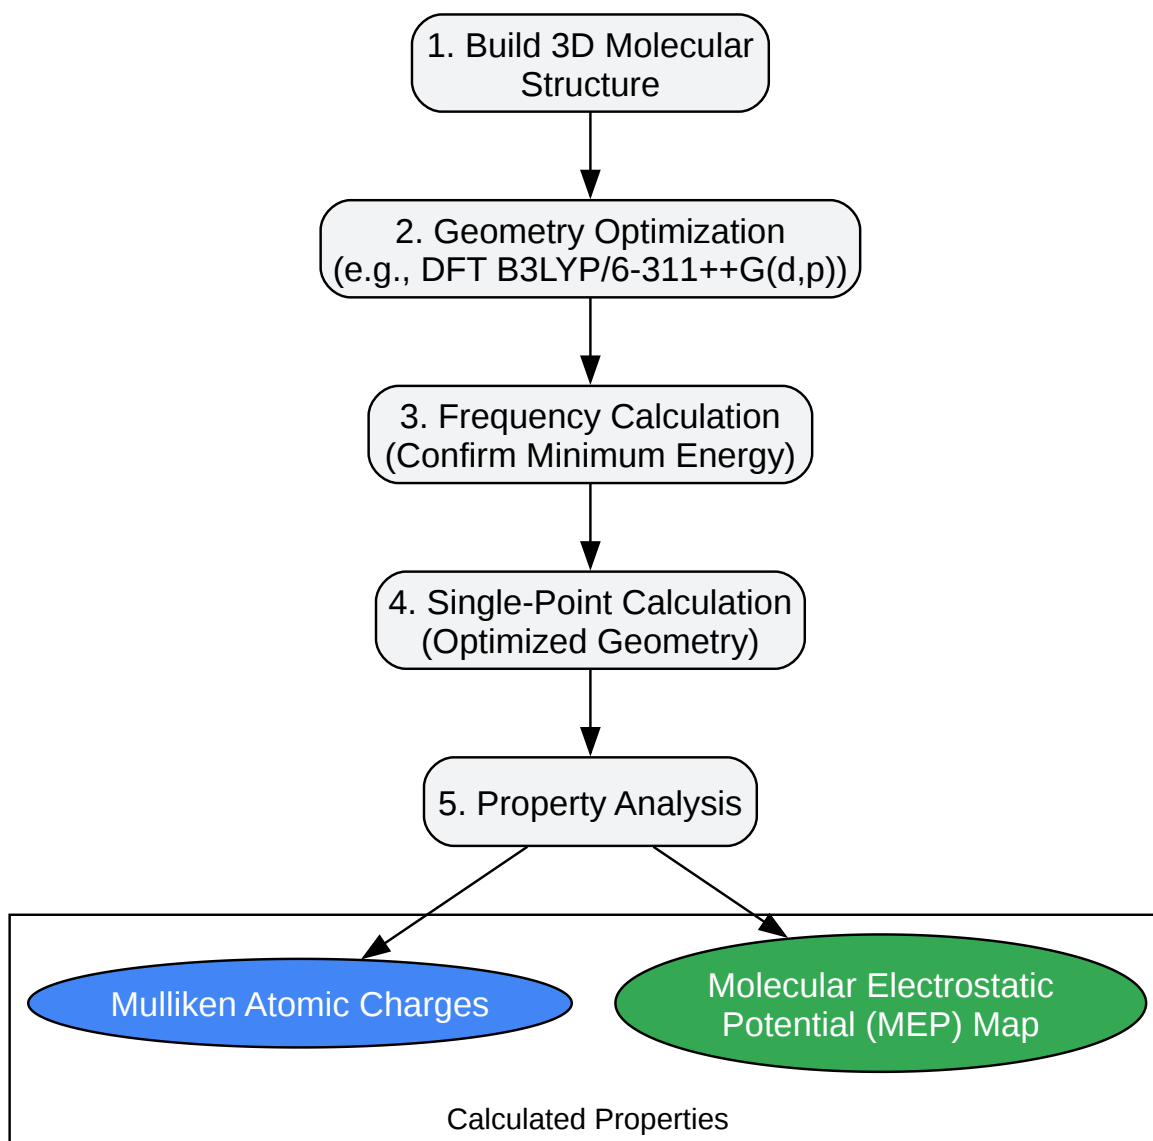 1. Build 3D Molecular
Structure
2. Geometry Optimization
(e.g., DFT B3LYP/6-311++G(d,p))
3. Frequency Calculation
(Confirm Minimum Energy)
4. Single-Point Calculation
(Optimized Geometry)
5. Property Analysis
Mulliken Atomic Charges
Molecular Electrostatic
Potential (MEP) Map
Calculated Properties